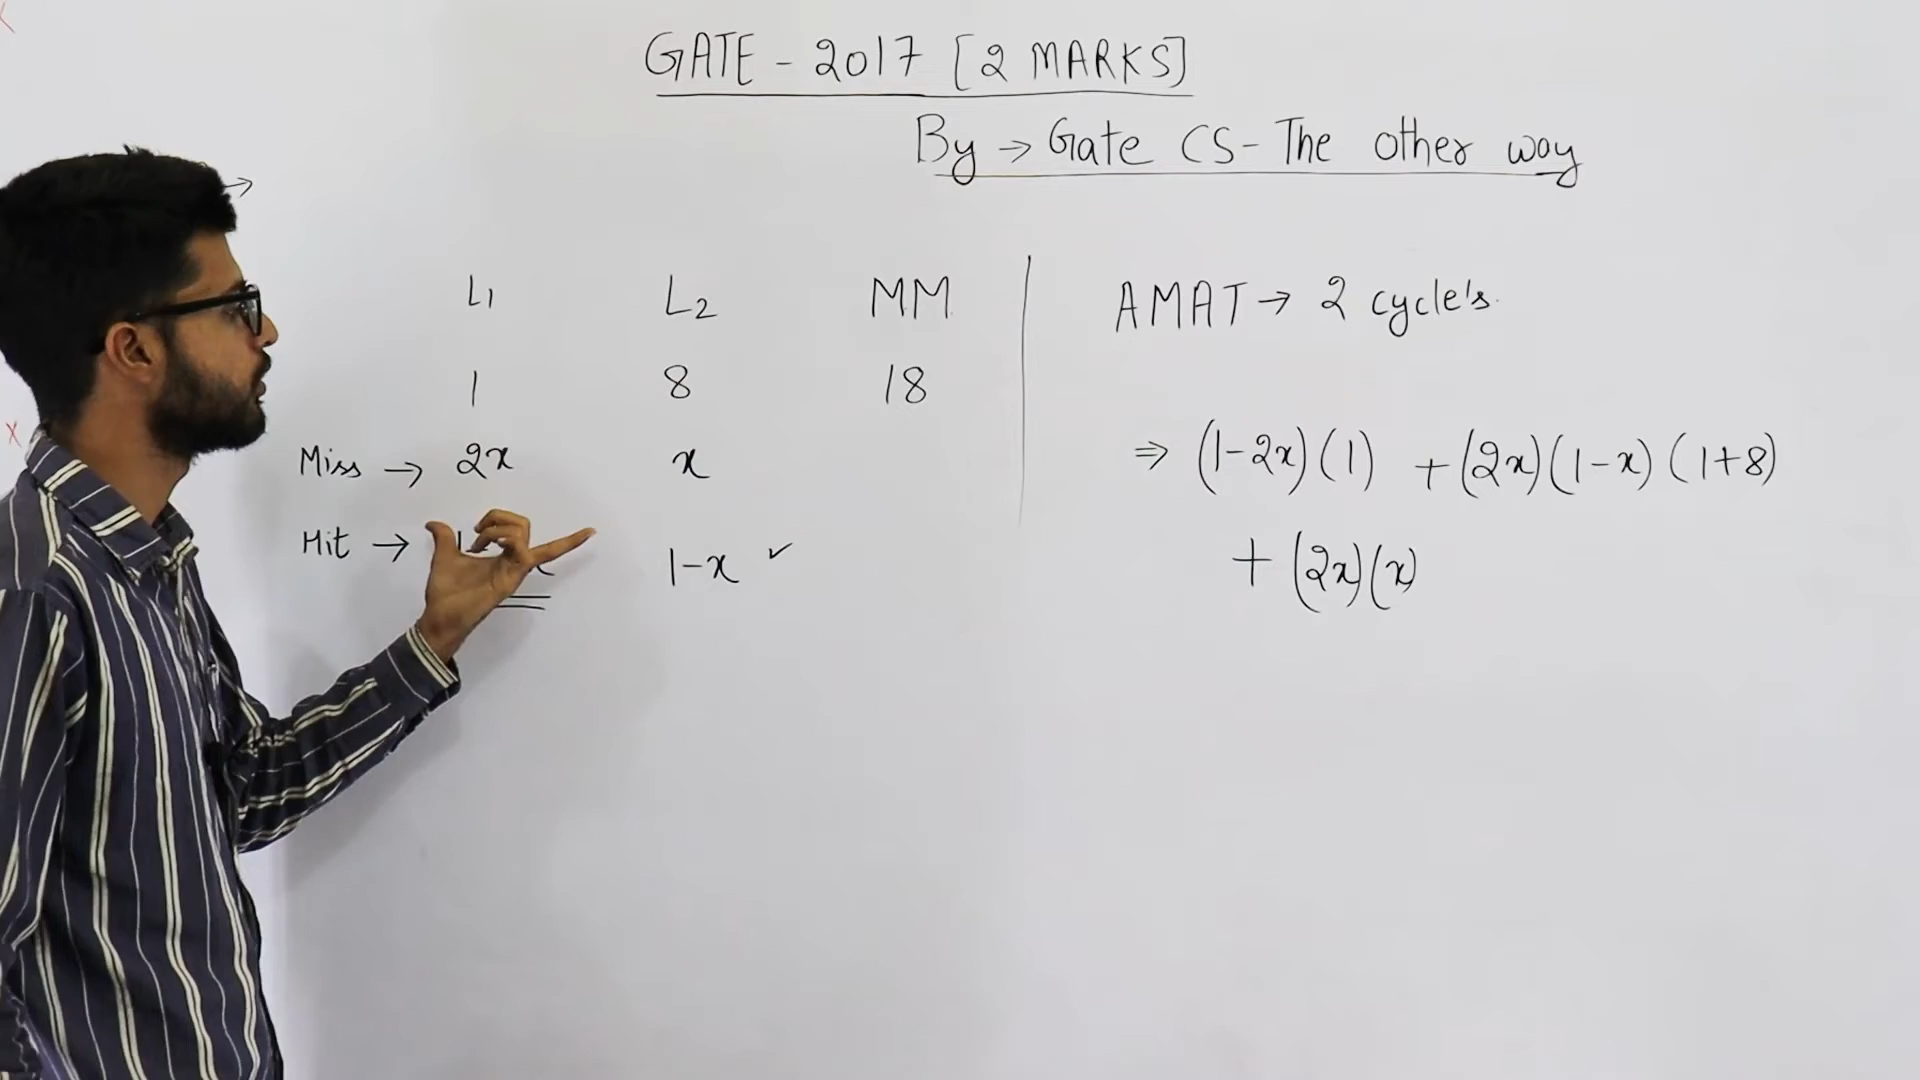 GATE - 2017 [2 MARKS]
By → Gate CS - The other way
L1 L2 MM
1 8 18
Miss → 2x x
Hit → 1-x ✓
AMAT → 2 cycle's
⇒ (1-2x)(1) + (2x)(1-x)(1+8)
+ (2x)(x)